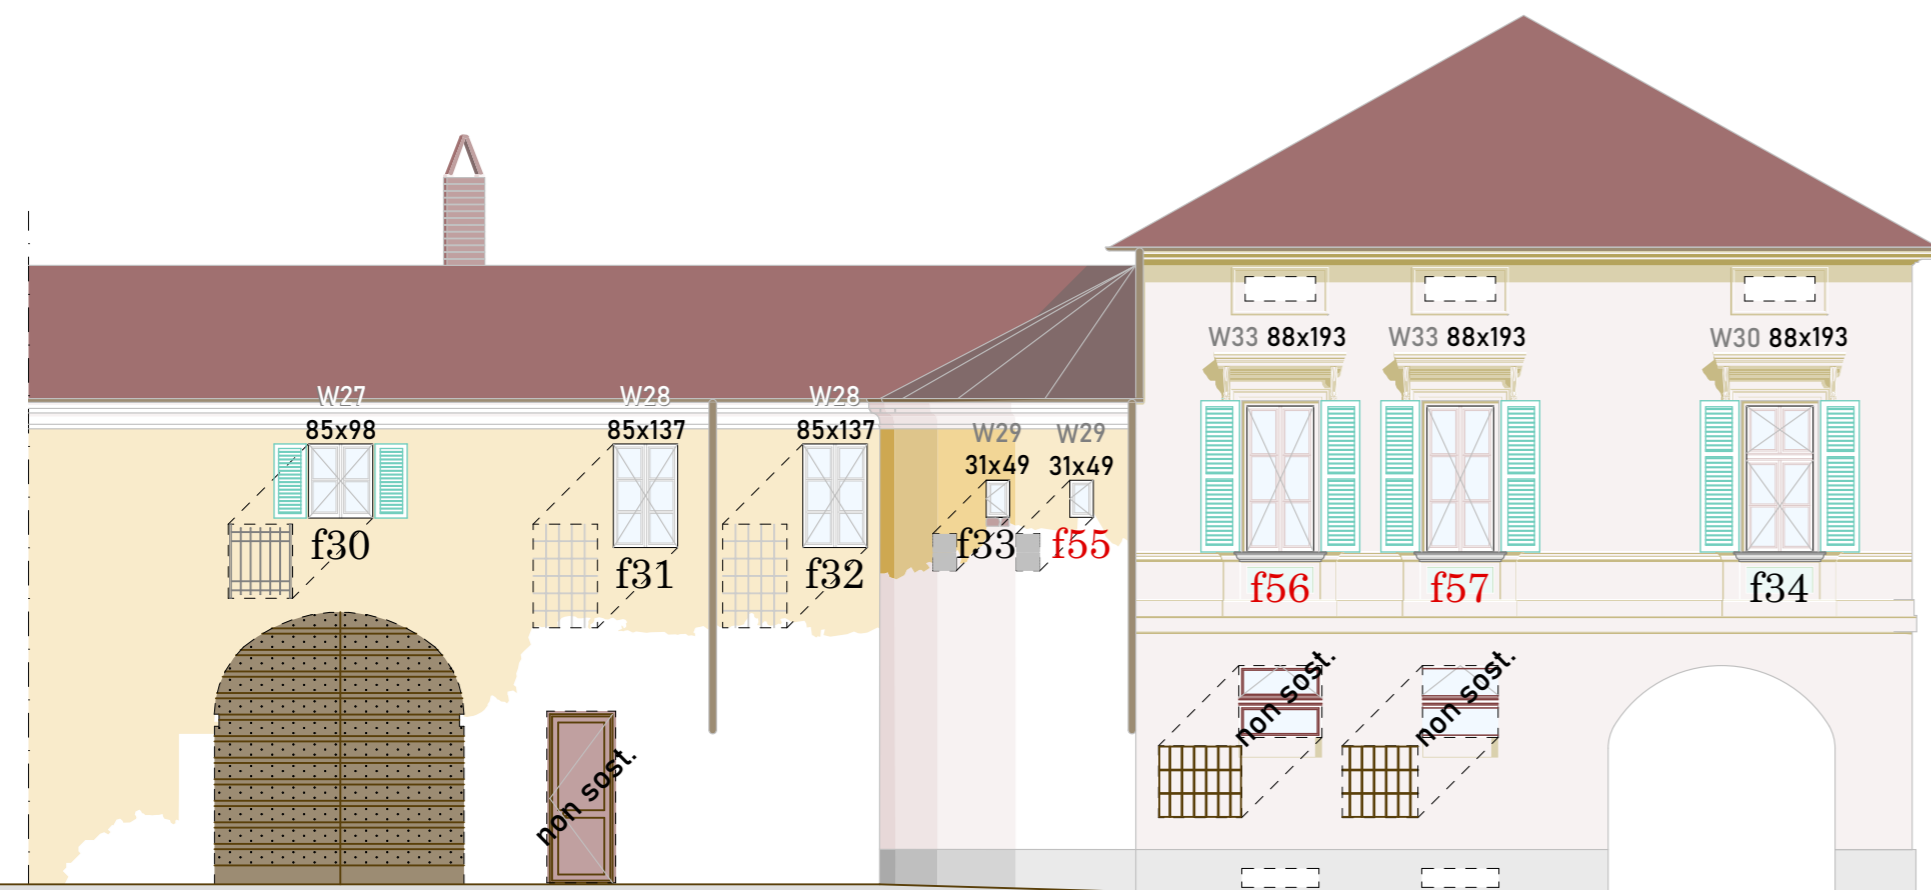 W33 88x193
W33 88x193
W30 88x193
W27
85x98
W28
85x137
W28
85x137
W29
31x49
W29
31x49
f30
f31
f32
f33
f55
f56
f57
f34
non sost.
non sost.
non sost.